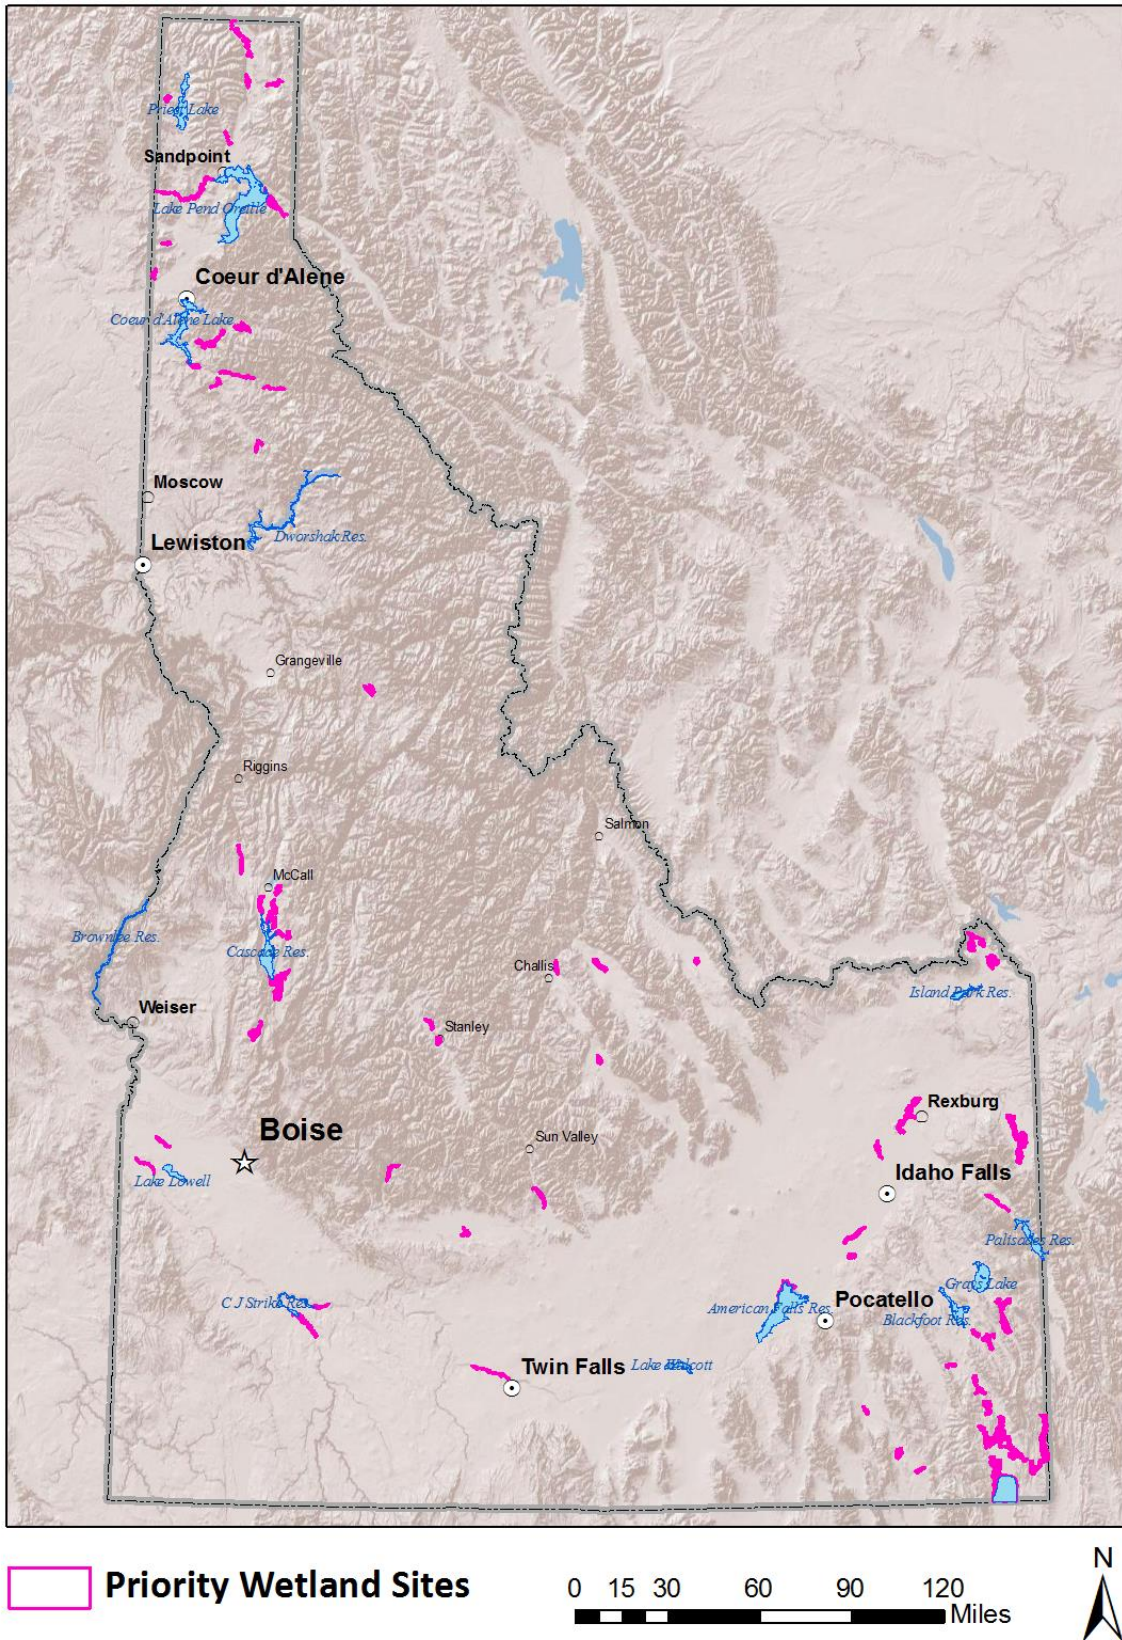 Priest Lake
Sandpoint
Lake Pend Oreille
Coeur d'Alene
Coeur d'Alene Lake
Moscow
Dworshak Res.
Lewiston
Grangeville
Riggins
Salmon
McCall
Brownlee Res.
Cascade Res.
Challis
Island Park Res.
Weiser
Stanley
Rexburg
Boise
Sun Valley
Lake Lowell
Idaho Falls
Palisades Res.
Grays Lake
C J Strike Res.
American Falls Res.
Pocatello
Blackfoot Res.
Twin Falls
Lake Walcott
Priority Wetland Sites
0 15 30 60 90 120
Miles
N